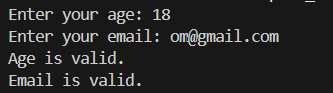 Enter your age: 18
Enter your email: om@gmail.com
Age is valid.
Email is valid.